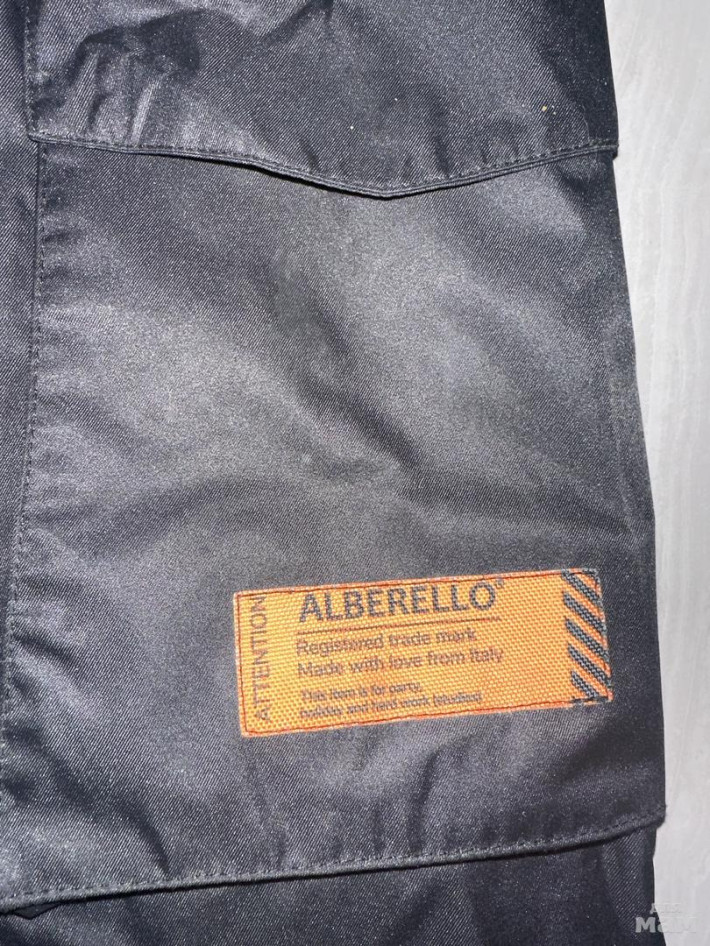 ATTENTION
ALBERELLO®
Registered trade mark
Made with love from Italy
This item is for party,
holiday and hard work (studies)